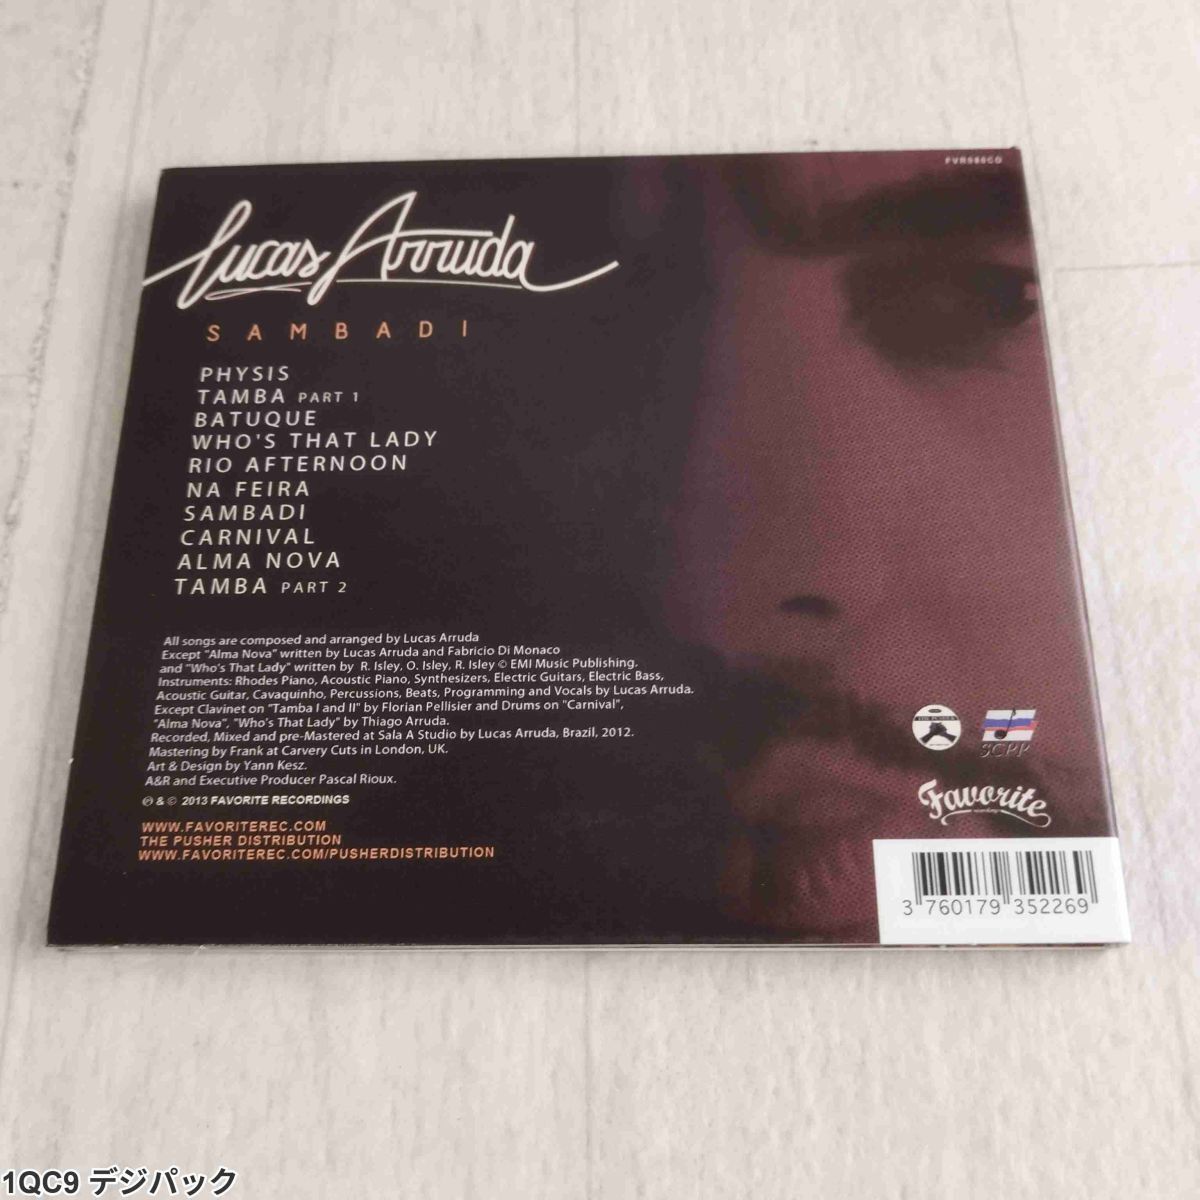 Lucas Arruda
SAMBADI
PHYSIS
TAMBA PART 1
BATUQUE
WHO'S THAT LADY
RIO AFTERNOON
NA FEIRA
SAMBADI
CARNIVAL
ALMA NOVA
TAMBA PART 2
All songs are composed and arranged by Lucas Arruda
Except "Alma Nova" written by Lucas Arruda and Fabricio Di Monaco
and "Who's That Lady" written by R. Isley, O. Isley, R. Isley © EMI Music Publishing.
Instruments: Rhodes Piano, Acoustic Piano, Synthesizers, Electric Guitars, Electric Bass,
Acoustic Guitar, Cavaquinho, Percussions, Beats, Programming and Vocals by Lucas Arruda.
Except Clavinet on "Tamba I and II" by Florian Pellisier and Drums on "Carnival",
"Alma Nova", "Who's That Lady" by Thiago Arruda.
Recorded, Mixed and pre-Mastered at Sala A Studio by Lucas Arruda, Brazil, 2012.
Mastering by Frank at Carvery Cuts in London, UK.
Art & Design by Yann Kesz.
A&R and Executive Producer Pascal Rioux.
℗ & © 2013 FAVORITE RECORDINGS
WWW.FAVORITEREC.COM
THE PUSHER DISTRIBUTION
WWW.FAVORITEREC.COM/PUSHERDISTRIBUTION
SCPP
Favorite
3 760179 352269
1QC9 デジパック